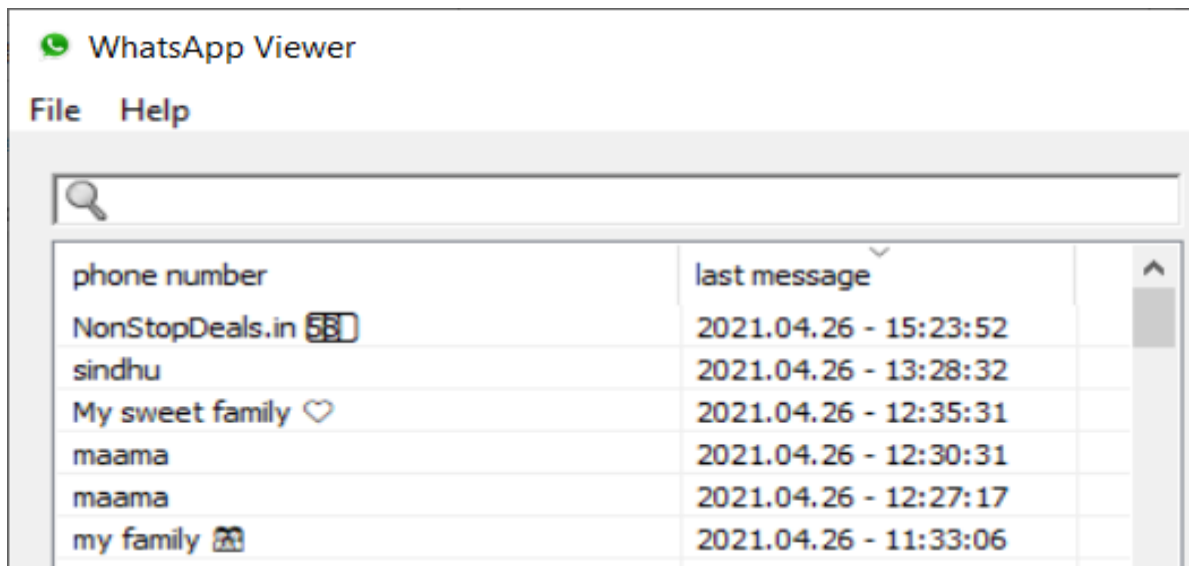 WhatsApp Viewer
File Help
phone number last message
NonStopDeals.in 5️⃣8️⃣ 2021.04.26 - 15:23:52
sindhu 2021.04.26 - 13:28:32
My sweet family ♡ 2021.04.26 - 12:35:31
maama 2021.04.26 - 12:30:31
maama 2021.04.26 - 12:27:17
my family 👪 2021.04.26 - 11:33:06